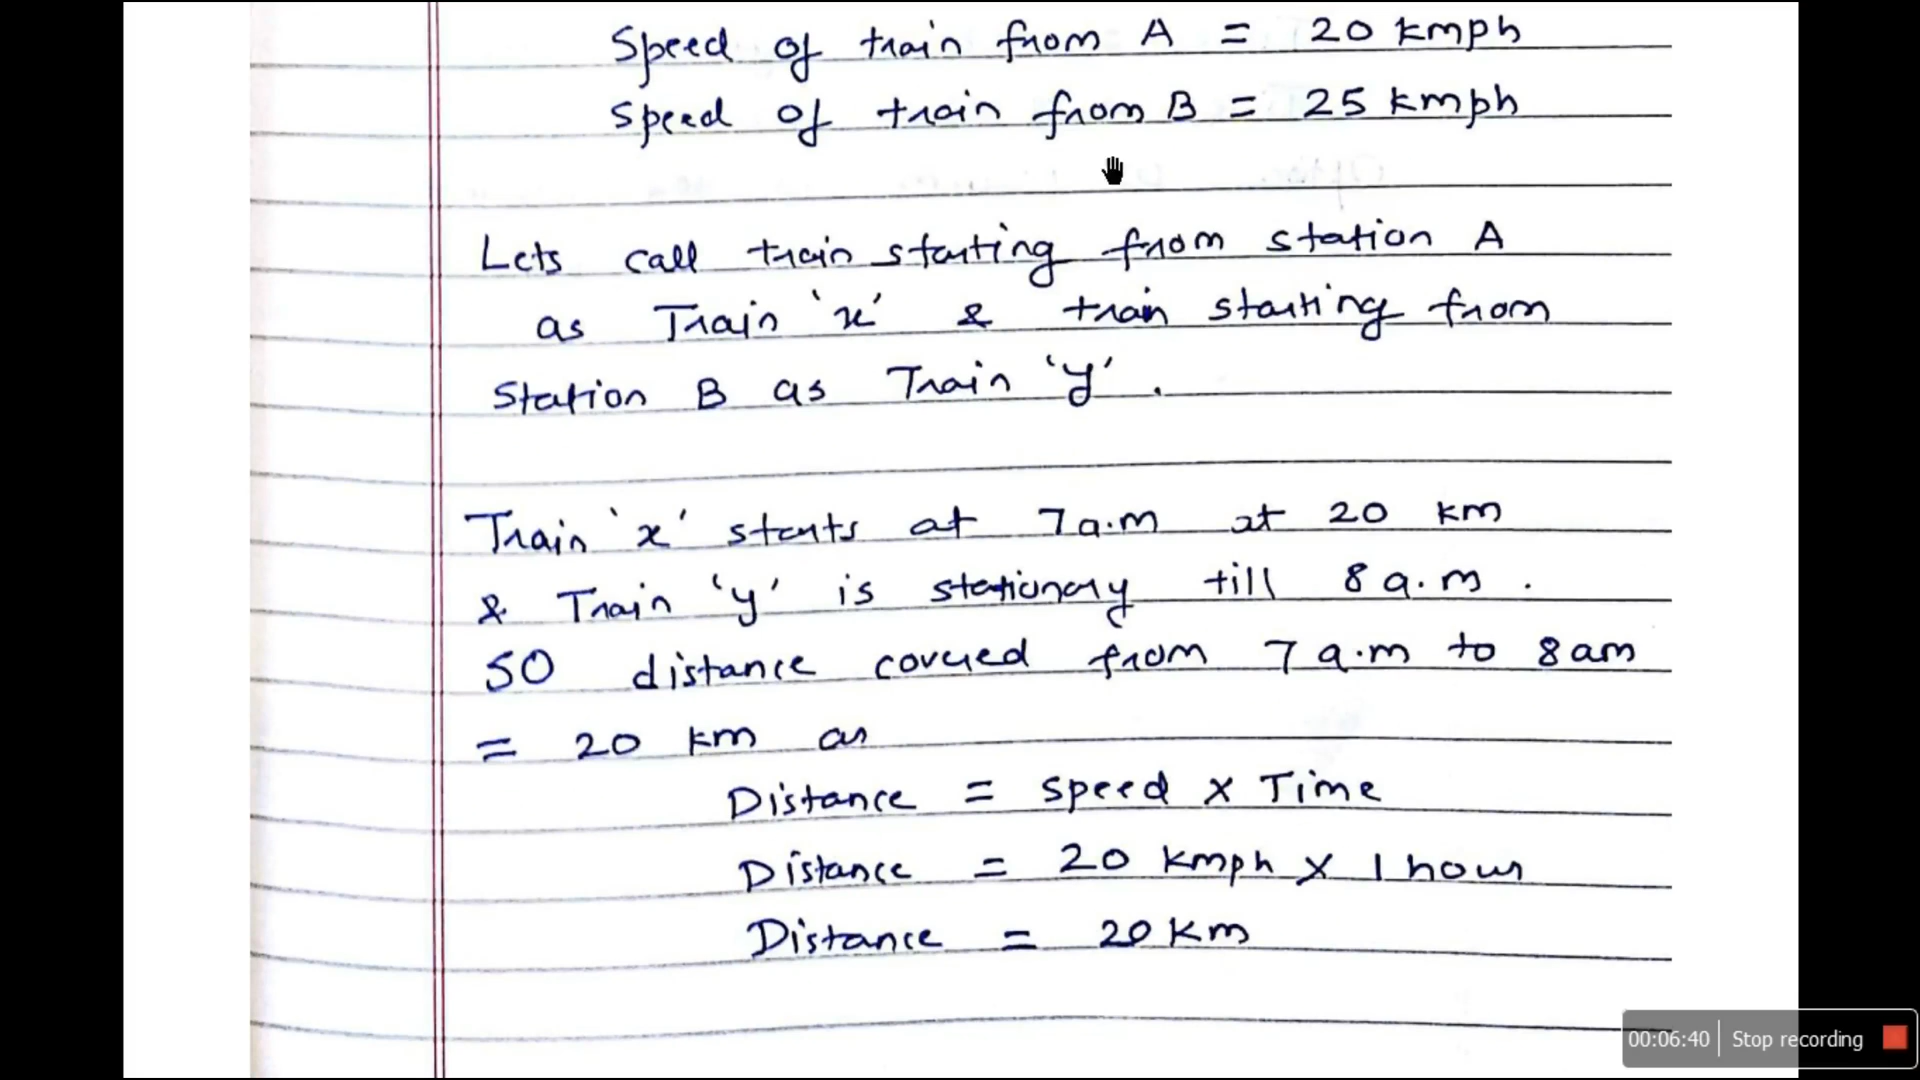 Speed of train from A = 20 kmph
Speed of train from B = 25 kmph
Lets call train starting from station A
as Train 'x' & train starting from
Station B as Train 'y'.
Train 'x' starts at 7a.m at 20 km
& Train 'y' is stationary till 8 a.m.
SO distance covered from 7 a.m to 8am
= 20 km as
Distance = speed x Time
Distance = 20 kmph x 1 hour
Distance = 20 Km
00:06:40 Stop recording